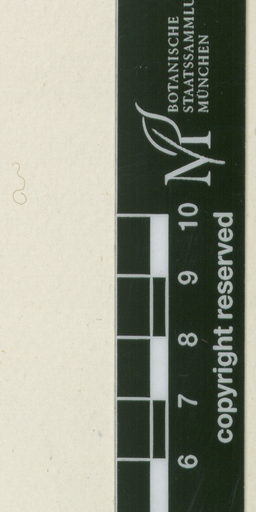 BOTANISCHE
STAATSSAMMLU
MÜNCHEN
M
10
9
8
7
6
copyright reserved